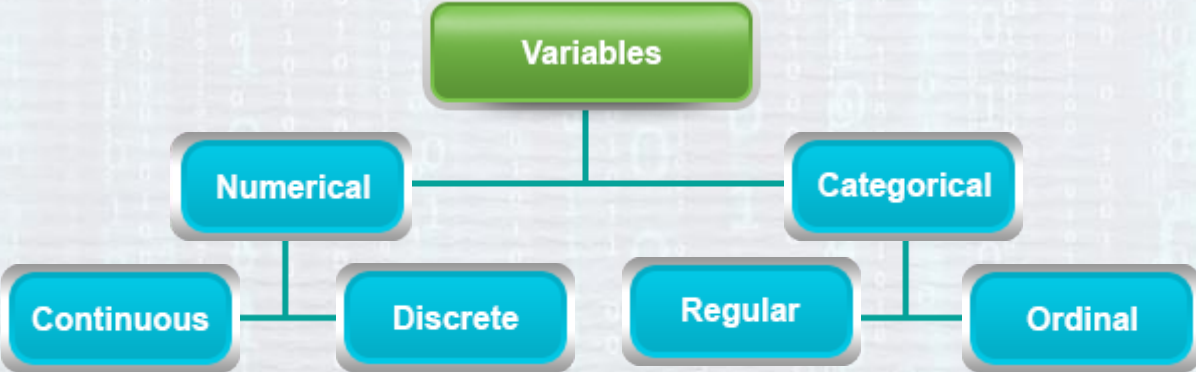 Variables
Numerical
Categorical
Continuous
Discrete
Regular
Ordinal